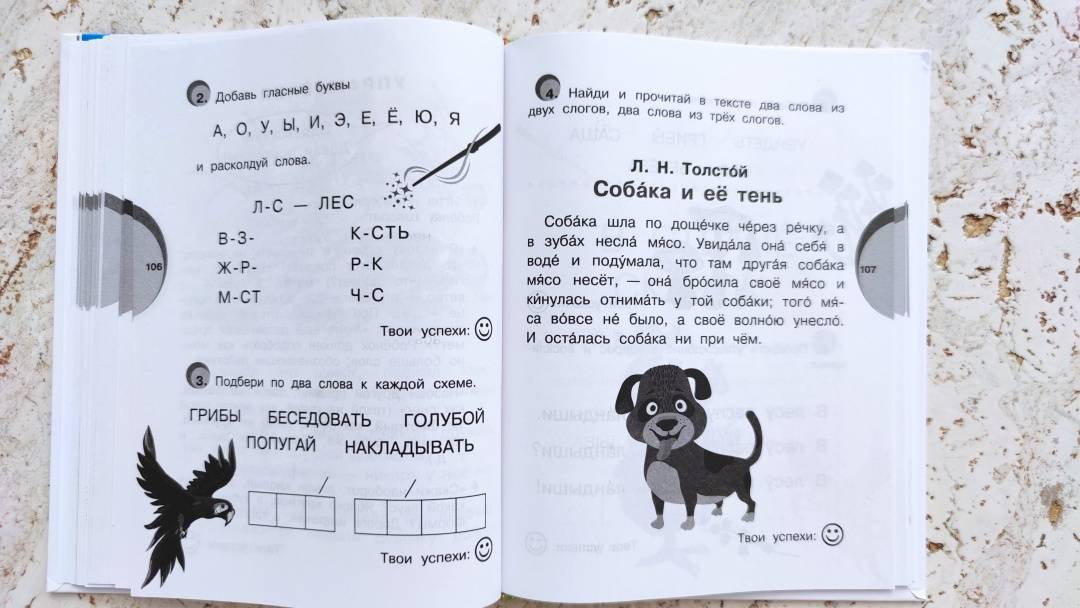 2. Добавь гласные буквы
А, О, У, Ы, И, Э, Е, Ё, Ю, Я
и расколдуй слова.
Л-С — ЛЕС
В-З-
К-СТЬ
Ж-Р-
Р-К
М-СТ
Ч-С
Твои успехи:
106
3. Подбери по два слова к каждой схеме.
ГРИБЫ БЕСЕДОВАТЬ ГОЛУБОЙ
ПОПУГАЙ НАКЛАДЫВАТЬ
Твои успехи:
4. Найди и прочитай в тексте два слова из
двух слогов, два слова из трёх слогов.
Л. Н. Толсто́й
Соба́ка и её тень
Соба́ка шла по доще́чке че́рез ре́чку, а
в зуба́х несла́ мя́со. Увида́ла она́ себя́ в
воде́ и поду́мала, что там друга́я соба́ка
мя́со несёт, — она́ бро́сила своё мя́со и
ки́нулась отнима́ть у той соба́ки; того́ мя́-
са во́все не́ было, а своё волно́ю унесло́.
И оста́лась соба́ка ни при чём.
Твои успехи:
107